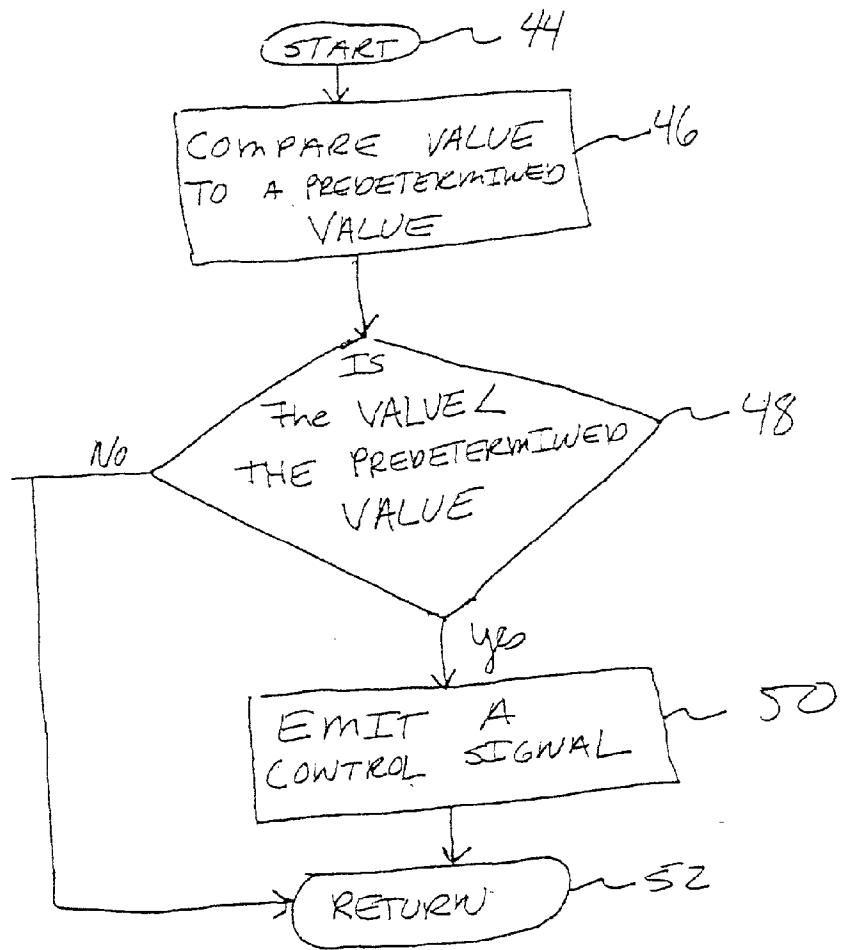 START
44
COMPARE VALUE
TO A PREDETERMINED
VALUE
46
IS
The VALUE <
THE PREDETERMINED
VALUE
48
No
yes
EMIT A
CONTROL SIGNAL
50
RETURN
52